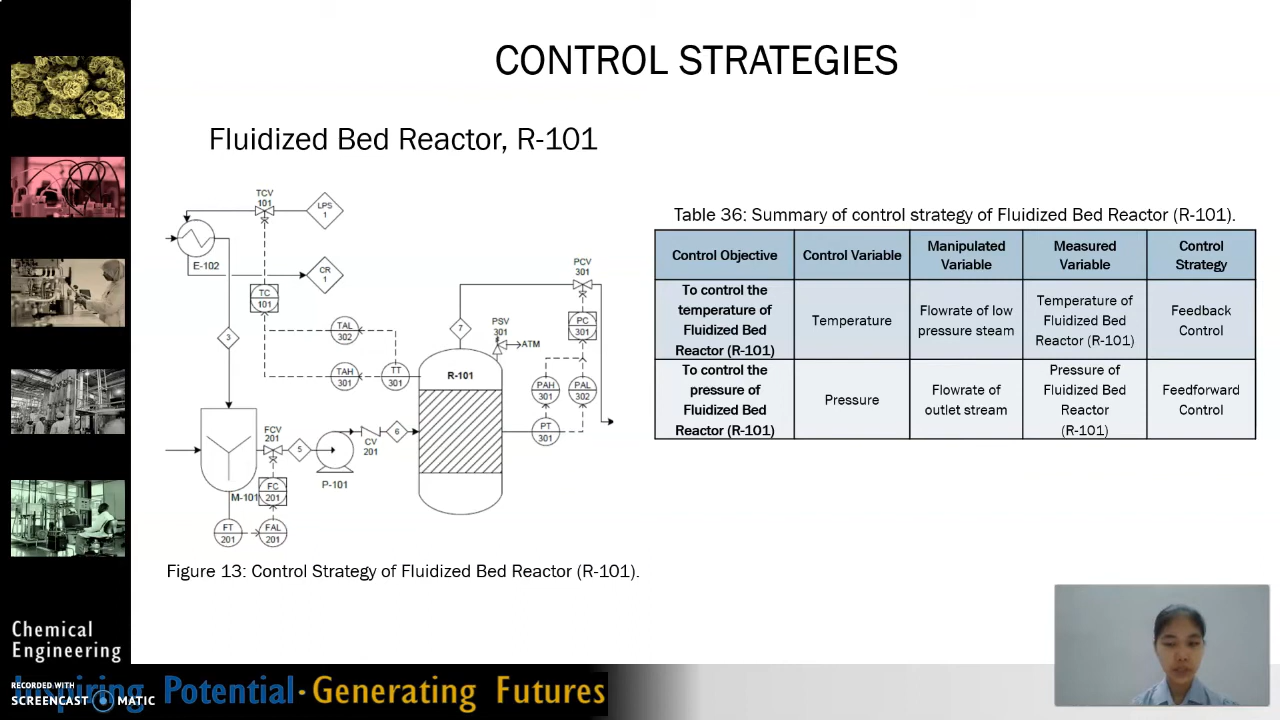 CONTROL STRATEGIES
Fluidized Bed Reactor, R-101
TCV
101
LPS
1
E-102
CR
1
TC
101
TAL
302
3
TAH
301
TT
301
7
PCV
301
PSV
301
ATM
PC
301
R-101
PAH
301
PAL
302
PT
301
FCV
201
5
CV
201
6
P-101
M-101
FC
201
FT
201
FAL
201
Figure 13: Control Strategy of Fluidized Bed Reactor (R-101).
Table 36: Summary of control strategy of Fluidized Bed Reactor (R-101).
Control Objective
Control Variable
Manipulated
Variable
Measured
Variable
Control
Strategy
To control the
temperature of
Fluidized Bed
Reactor (R-101)
Temperature
Flowrate of low
pressure steam
Temperature of
Fluidized Bed
Reactor (R-101)
Feedback
Control
To control the
pressure of
Fluidized Bed
Reactor (R-101)
Pressure
Flowrate of
outlet stream
Pressure of
Fluidized Bed
Reactor
(R-101)
Feedforward
Control
Chemical
Engineering
RECORDED WITH
SCREENCAST MATIC
Inspiring Potential · Generating Futures